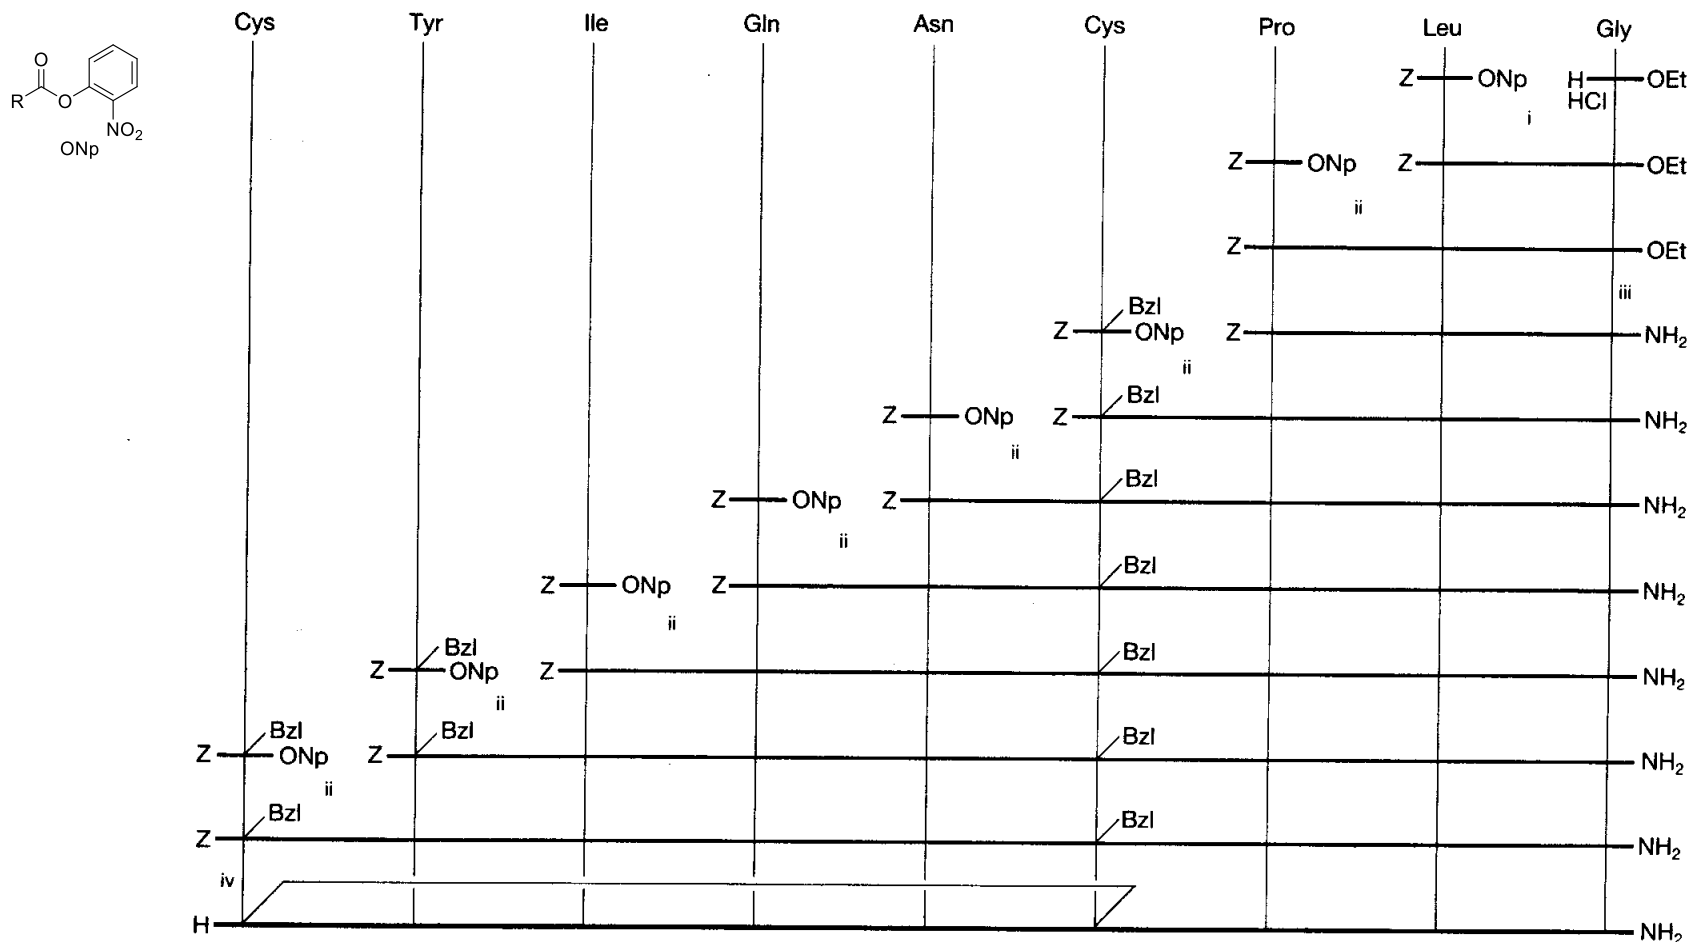 Cys Tyr Ile Gln Asn Cys Pro Leu Gly
O
R O
NO2
ONp
Z ONp H OEt
HCl
i
Z ONp Z OEt
ii
Z OEt
iii
Bzl
Z ONp Z NH2
ii
Bzl
Z ONp Z NH2
ii
Bzl
Z ONp Z NH2
ii
Bzl
Z ONp Z NH2
ii
Bzl Bzl
Z ONp Z NH2
ii
Bzl Bzl Bzl
Z ONp Z NH2
ii
Bzl Bzl
Z NH2
iv
H NH2